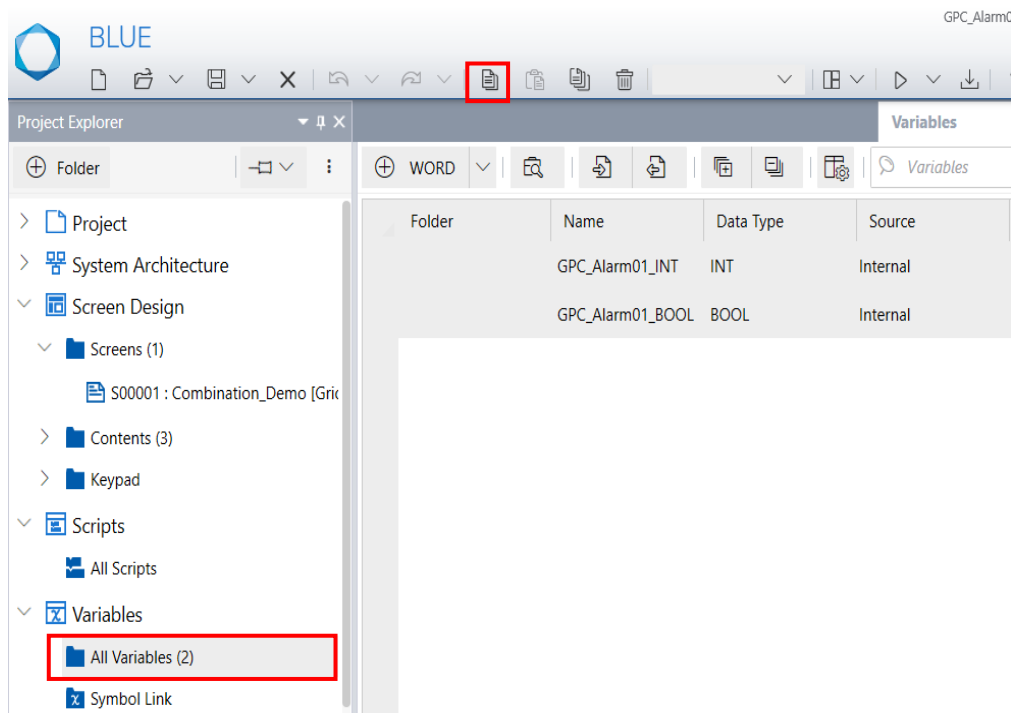 GPC_Alarm0
BLUE
Project Explorer
Variables
Folder
WORD
Variables
Folder Name Data Type Source
GPC_Alarm01_INT INT Internal
GPC_Alarm01_BOOL BOOL Internal
Project
System Architecture
Screen Design
Screens (1)
S00001 : Combination_Demo [Gri
Contents (3)
Keypad
Scripts
All Scripts
Variables
All Variables (2)
Symbol Link